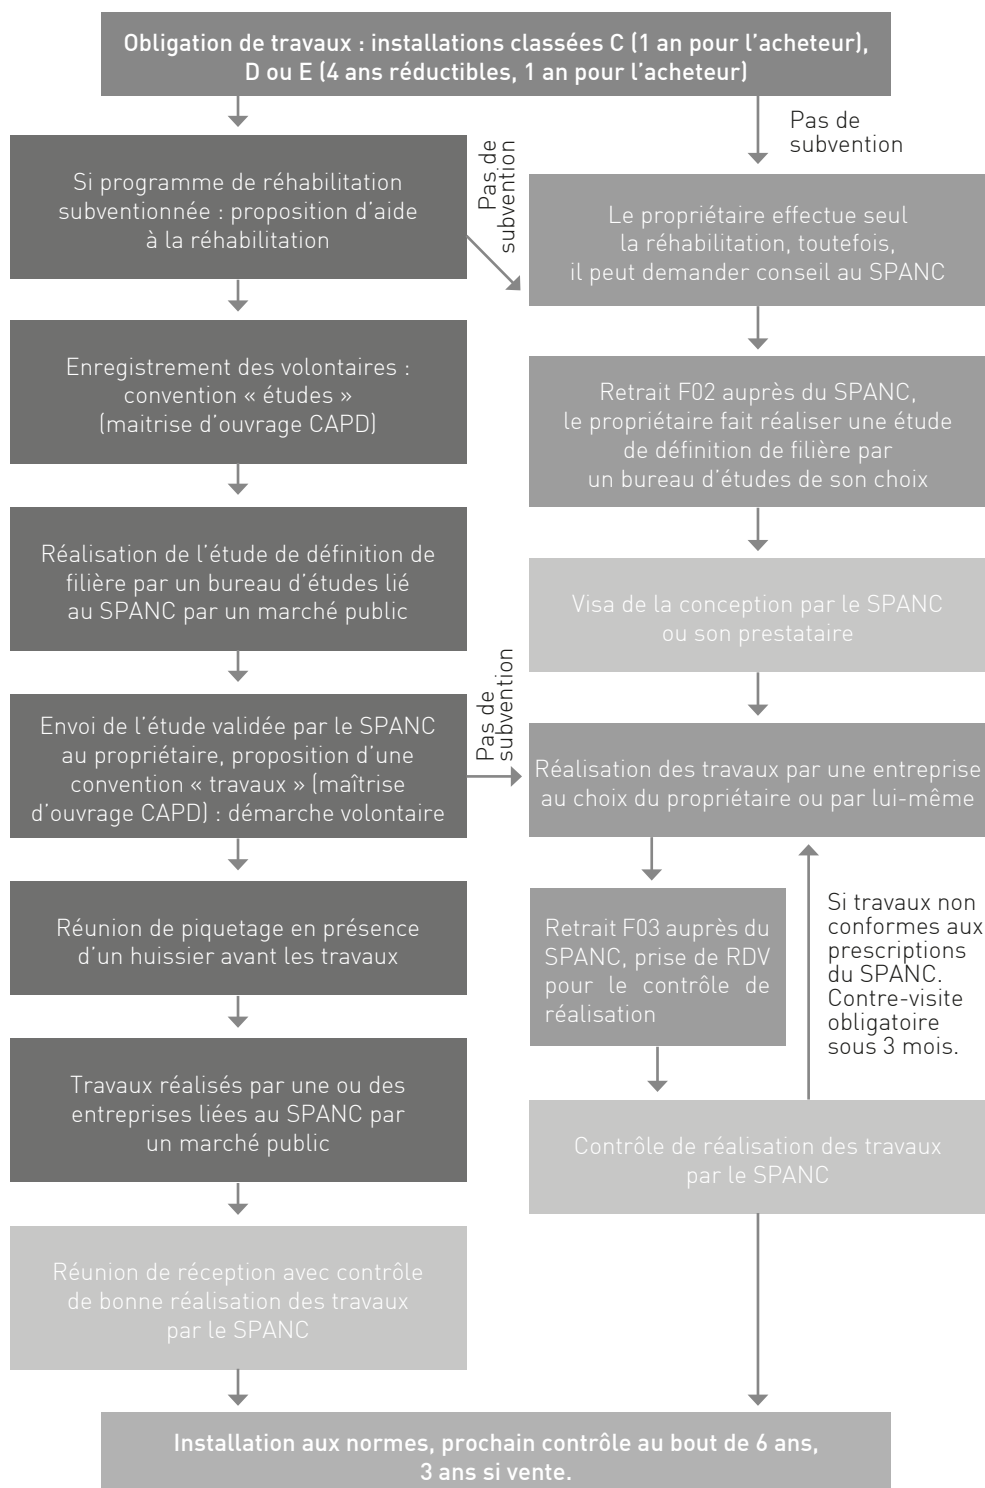 Obligation de travaux : installations classées C (1 an pour l'acheteur),
D ou E (4 ans réductibles, 1 an pour l'acheteur)
Si programme de réhabilitation
subventionnée : proposition d'aide
à la réhabilitation
Pas de
subvention
Pas de
subvention
Le propriétaire effectue seul
la réhabilitation, toutefois,
il peut demander conseil au SPANC
Enregistrement des volontaires :
convention « études »
(maitrise d'ouvrage CAPD)
Retrait F02 auprès du SPANC,
le propriétaire fait réaliser une étude
de définition de filière par
un bureau d'études de son choix
Réalisation de l'étude de définition de
filière par un bureau d'études lié
au SPANC par un marché public
Visa de la conception par le SPANC
ou son prestataire
Envoi de l'étude validée par le SPANC
au propriétaire, proposition d'une
convention « travaux » (maîtrise
d'ouvrage CAPD) : démarche volontaire
Pas de
subvention
Réalisation des travaux par une entreprise
au choix du propriétaire ou par lui-même
Réunion de piquetage en présence
d'un huissier avant les travaux
Retrait F03 auprès du
SPANC, prise de RDV
pour le contrôle de
réalisation
Si travaux non
conformes aux
prescriptions
du SPANC.
Contre-visite
obligatoire
sous 3 mois.
Travaux réalisés par une ou des
entreprises liées au SPANC par
un marché public
Contrôle de réalisation des travaux
par le SPANC
Réunion de réception avec contrôle
de bonne réalisation des travaux
par le SPANC
Installation aux normes, prochain contrôle au bout de 6 ans,
3 ans si vente.